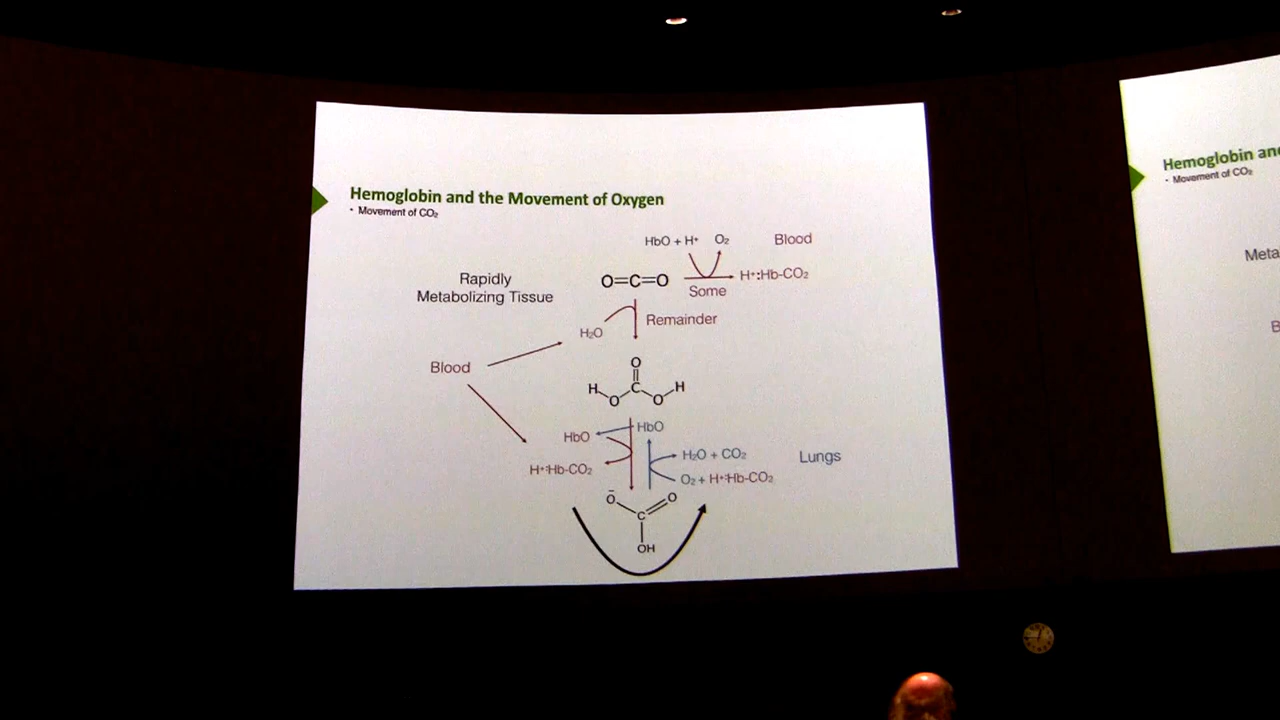 Hemoglobin and the Movement of Oxygen
• Movement of CO₂
HbO + H⁺ O₂ Blood
Rapidly
Metabolizing Tissue
O=C=O
H⁺:Hb-CO₂
Some
H₂O
Remainder
Blood
O
H C H
O O
HbO
HbO
H₂O + CO₂
Lungs
H⁺:Hb-CO₂
O₂ + H⁺:Hb-CO₂
O⁻ O
C
OH
Hemoglobin an
• Movement of CO₂
Meta
B